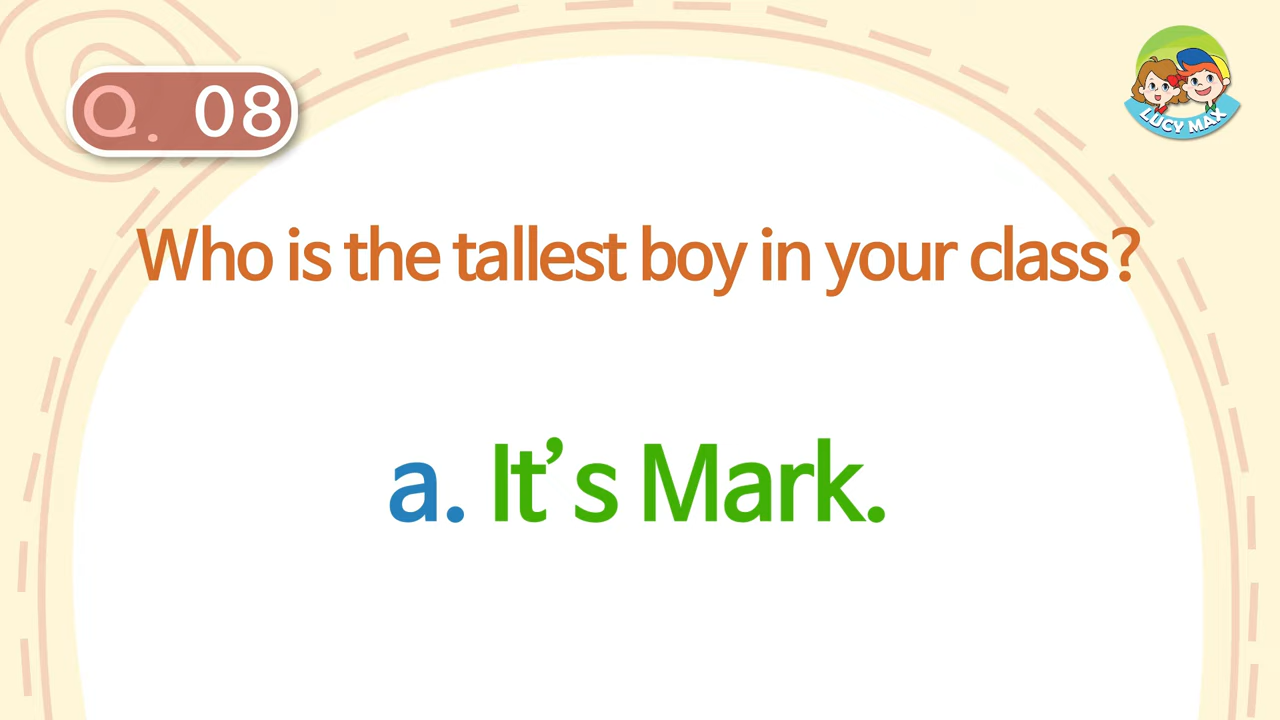 Q. 08
LUCY MAX
Who is the tallest boy in your class?
a. It's Mark.